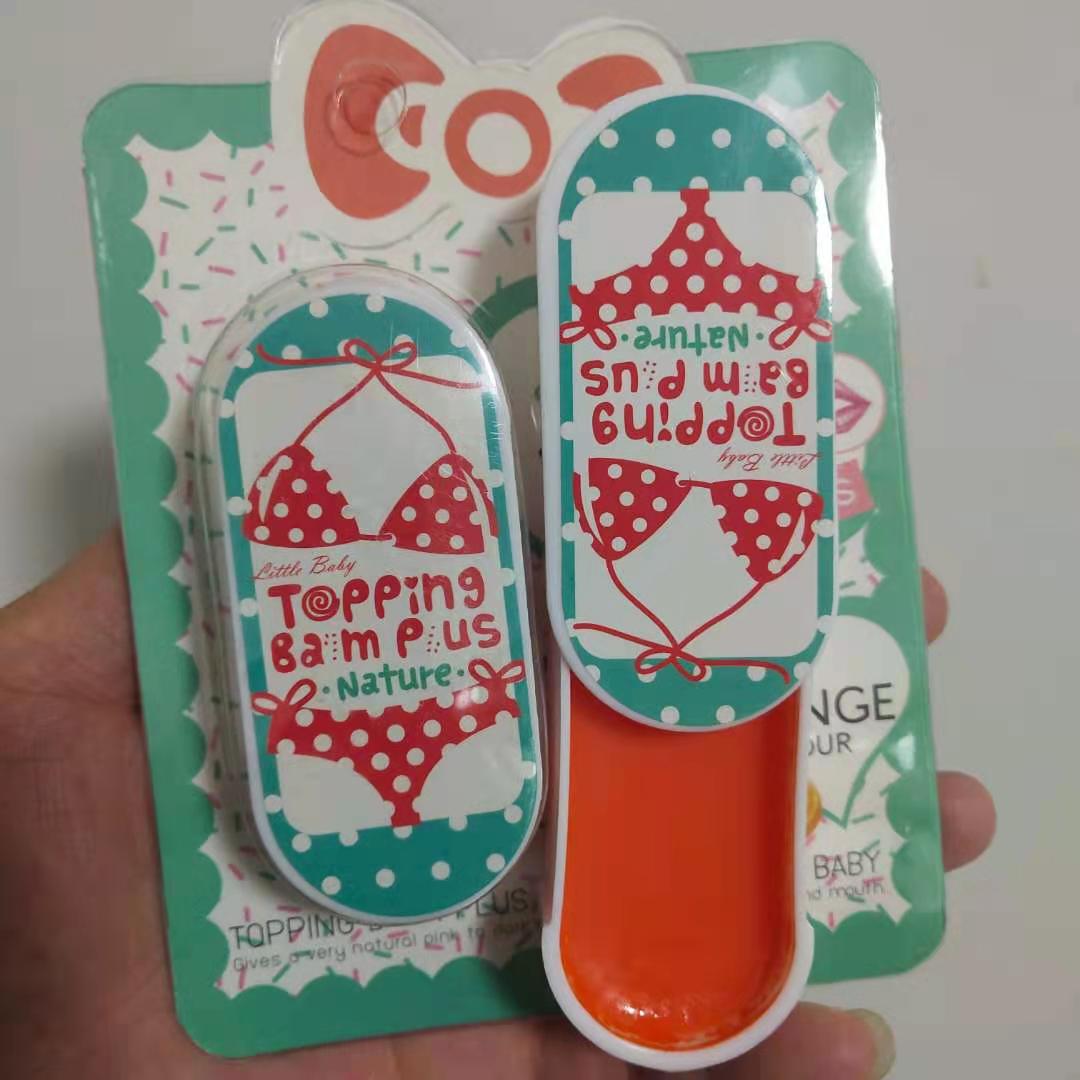 Little Baby
Topping
Balm Plus
·Nature·
·Nature·
Balm Plus
Topping
Little Baby
NGE
OUR
BABY
nd mouth.
TOPPING
Gives a very natural pink to dark